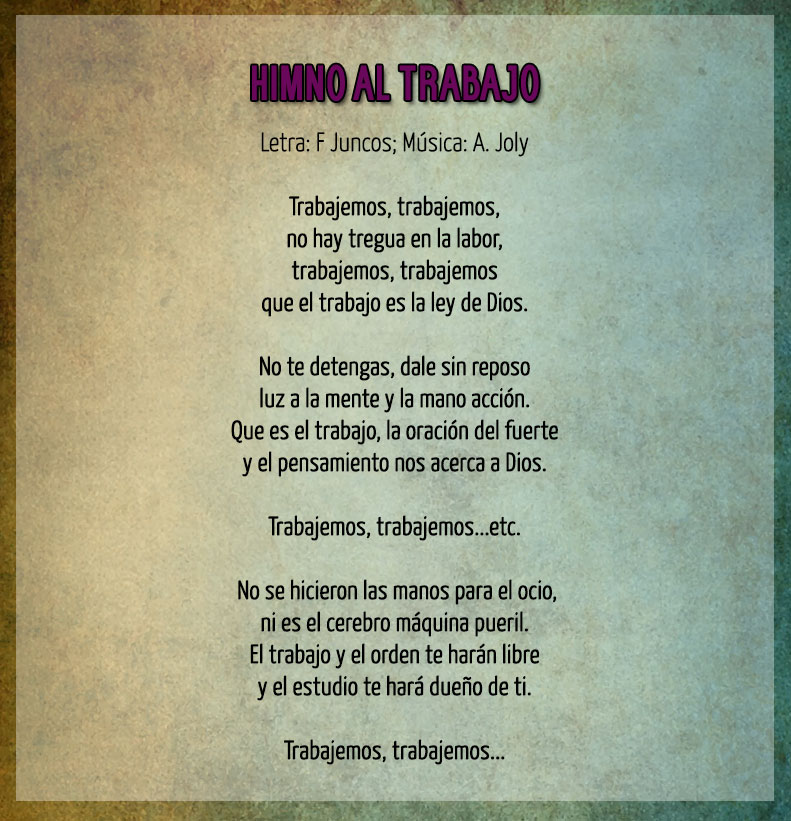 HIMNO AL TRABAJO
Letra: F Juncos; Música: A. Joly
Trabajemos, trabajemos,
no hay tregua en la labor,
trabajemos, trabajemos
que el trabajo es la ley de Dios.
No te detengas, dale sin reposo
luz a la mente y la mano acción.
Que es el trabajo, la oración del fuerte
y el pensamiento nos acerca a Dios.
Trabajemos, trabajemos...etc.
No se hicieron las manos para el ocio,
ni es el cerebro máquina pueril.
El trabajo y el orden te harán libre
y el estudio te hará dueño de ti.
Trabajemos, trabajemos...